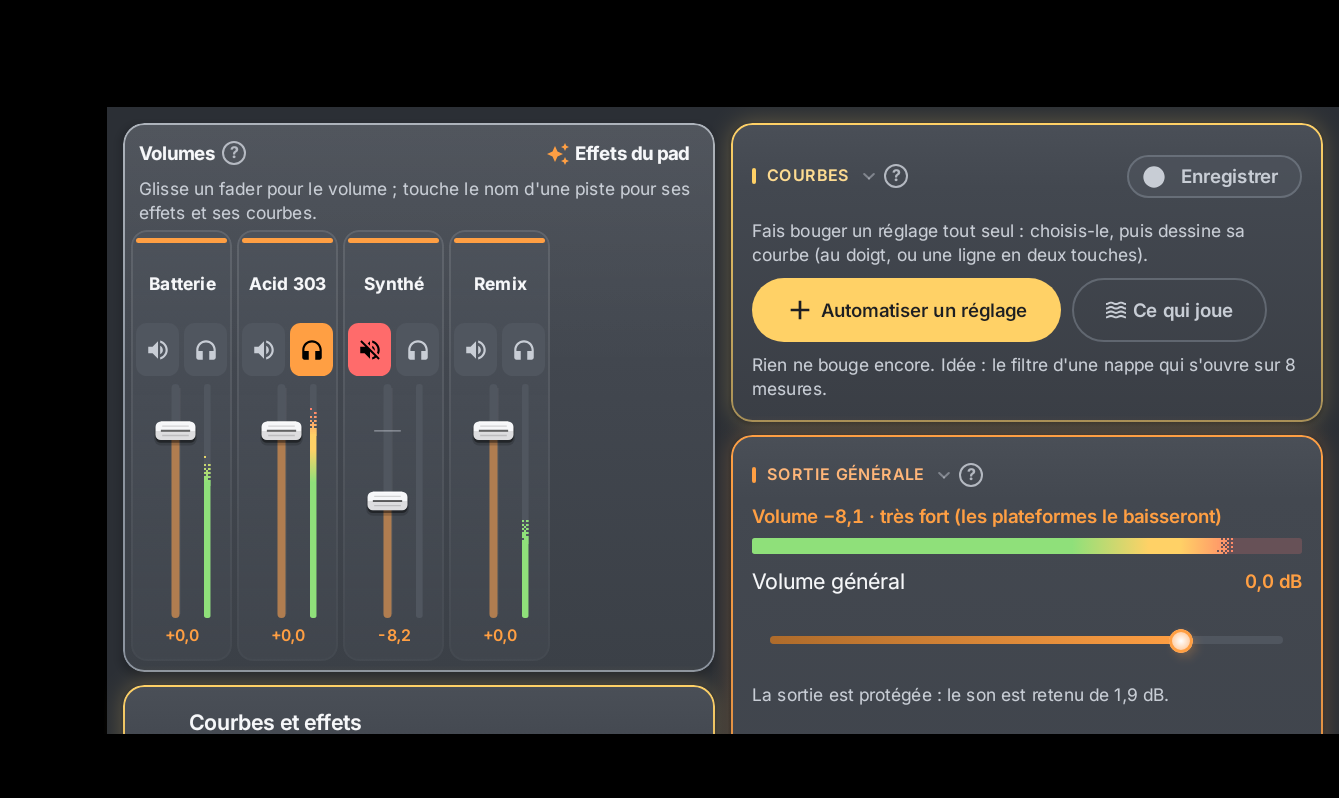 Volumes ?
Effets du pad
Glisse un fader pour le volume ; touche le nom d'une piste pour ses
effets et ses courbes.
Batterie
Acid 303
Synthé
Remix
+0,0
+0,0
-8,2
+0,0
Courbes et effets
COURBES ?
Enregistrer
Fais bouger un réglage tout seul : choisis-le, puis dessine sa
courbe (au doigt, ou une ligne en deux touches).
Automatiser un réglage
Ce qui joue
Rien ne bouge encore. Idée : le filtre d'une nappe qui s'ouvre sur 8
mesures.
SORTIE GÉNÉRALE ?
Volume −8,1 · très fort (les plateformes le baisseront)
Volume général
0,0 dB
La sortie est protégée : le son est retenu de 1,9 dB.